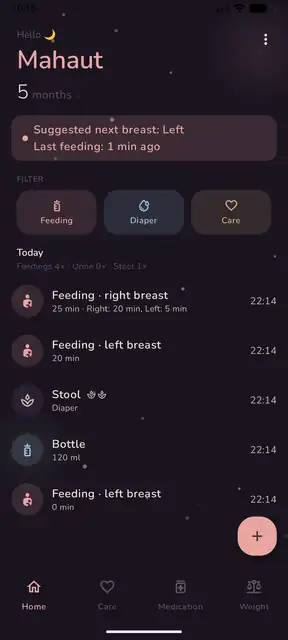 Hello 🌙
Mahaut
5 months
Suggested next breast: Left
Last feeding: 1 min ago
FILTER
Feeding
Diaper
Care
Today
Feedings 4× · Urine 0× · Stool 1×
Feeding · right breast
25 min · Right: 20 min, Left: 5 min
22:14
Feeding · left breast
20 min
22:14
Stool
Diaper
22:14
Bottle
120 ml
22:14
Feeding · left breast
0 min
22:14
+
Home
Care
Medication
Weight